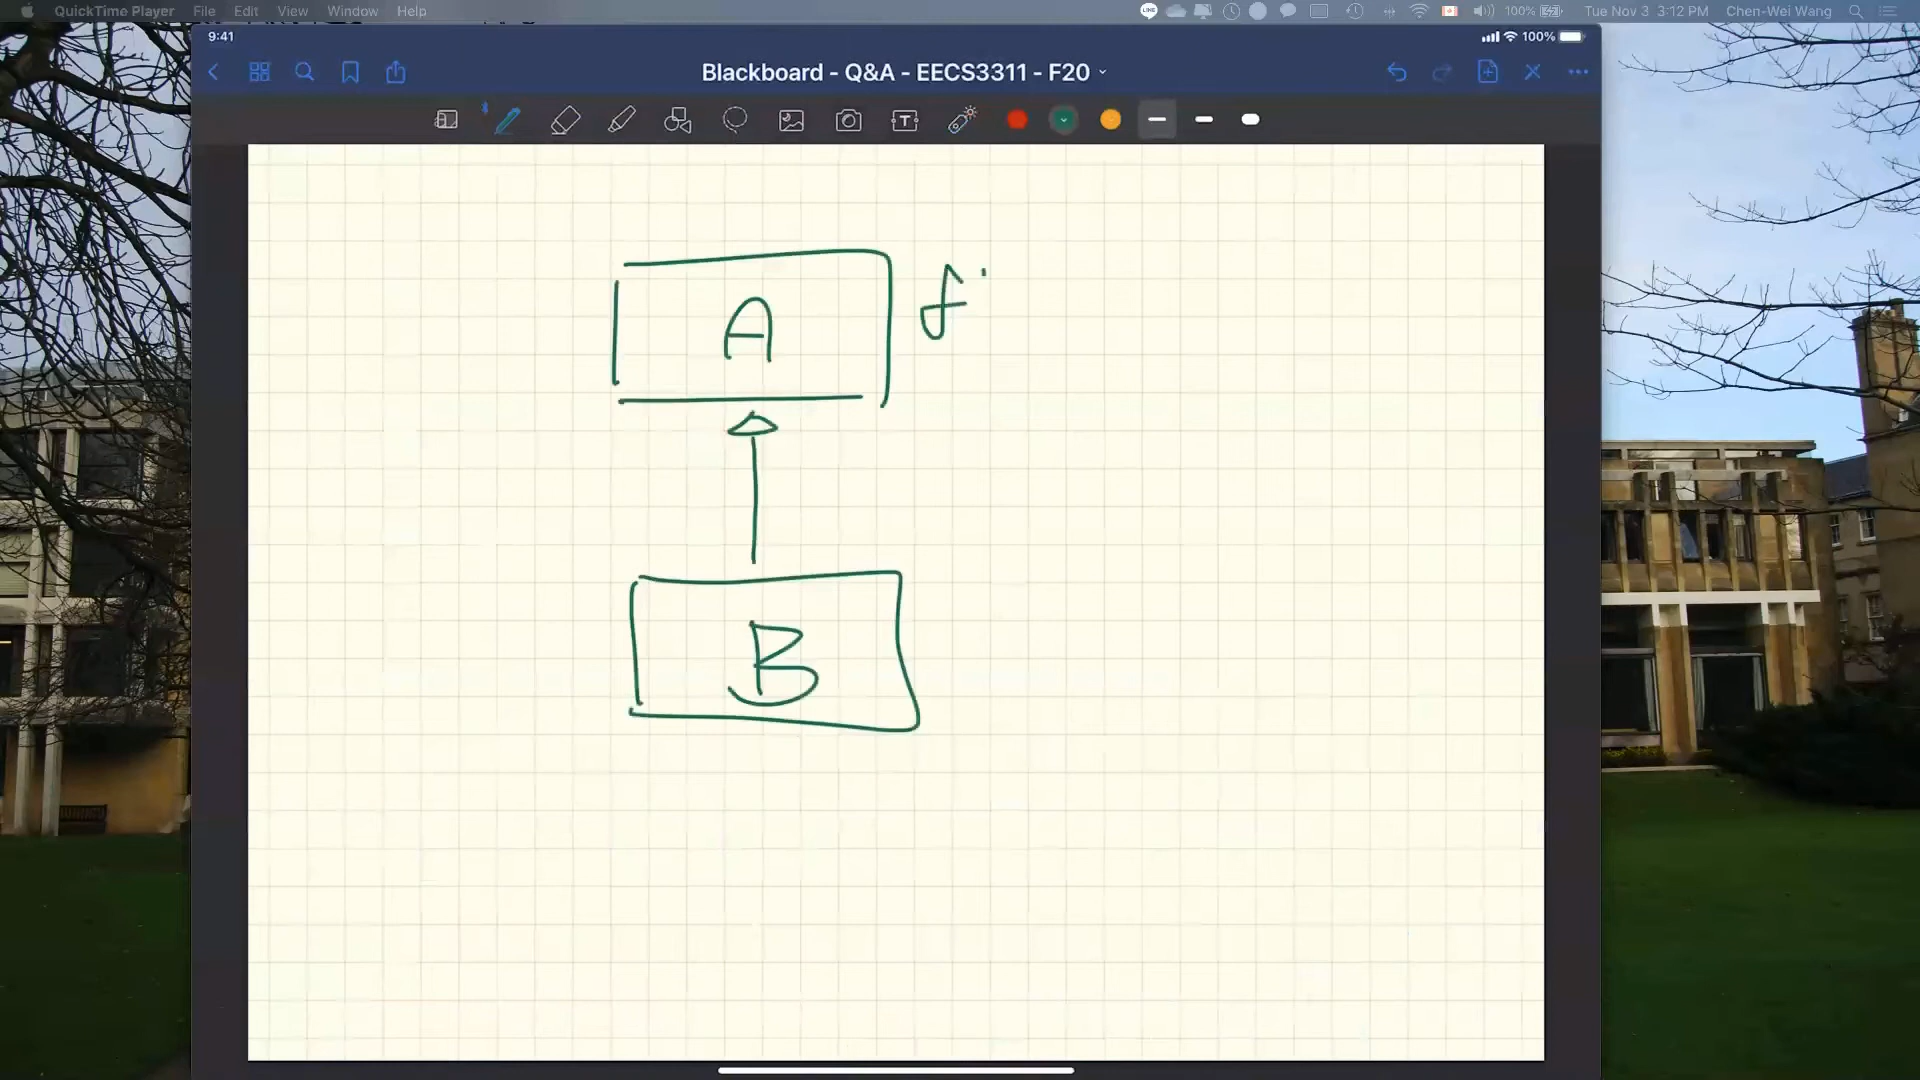 QuickTime Player File Edit View Window Help 100% Tue Nov 3 3:12 PM Chen-Wei Wang
9:41 100%
Blackboard - Q&A - EECS3311 - F20
T
A f
B